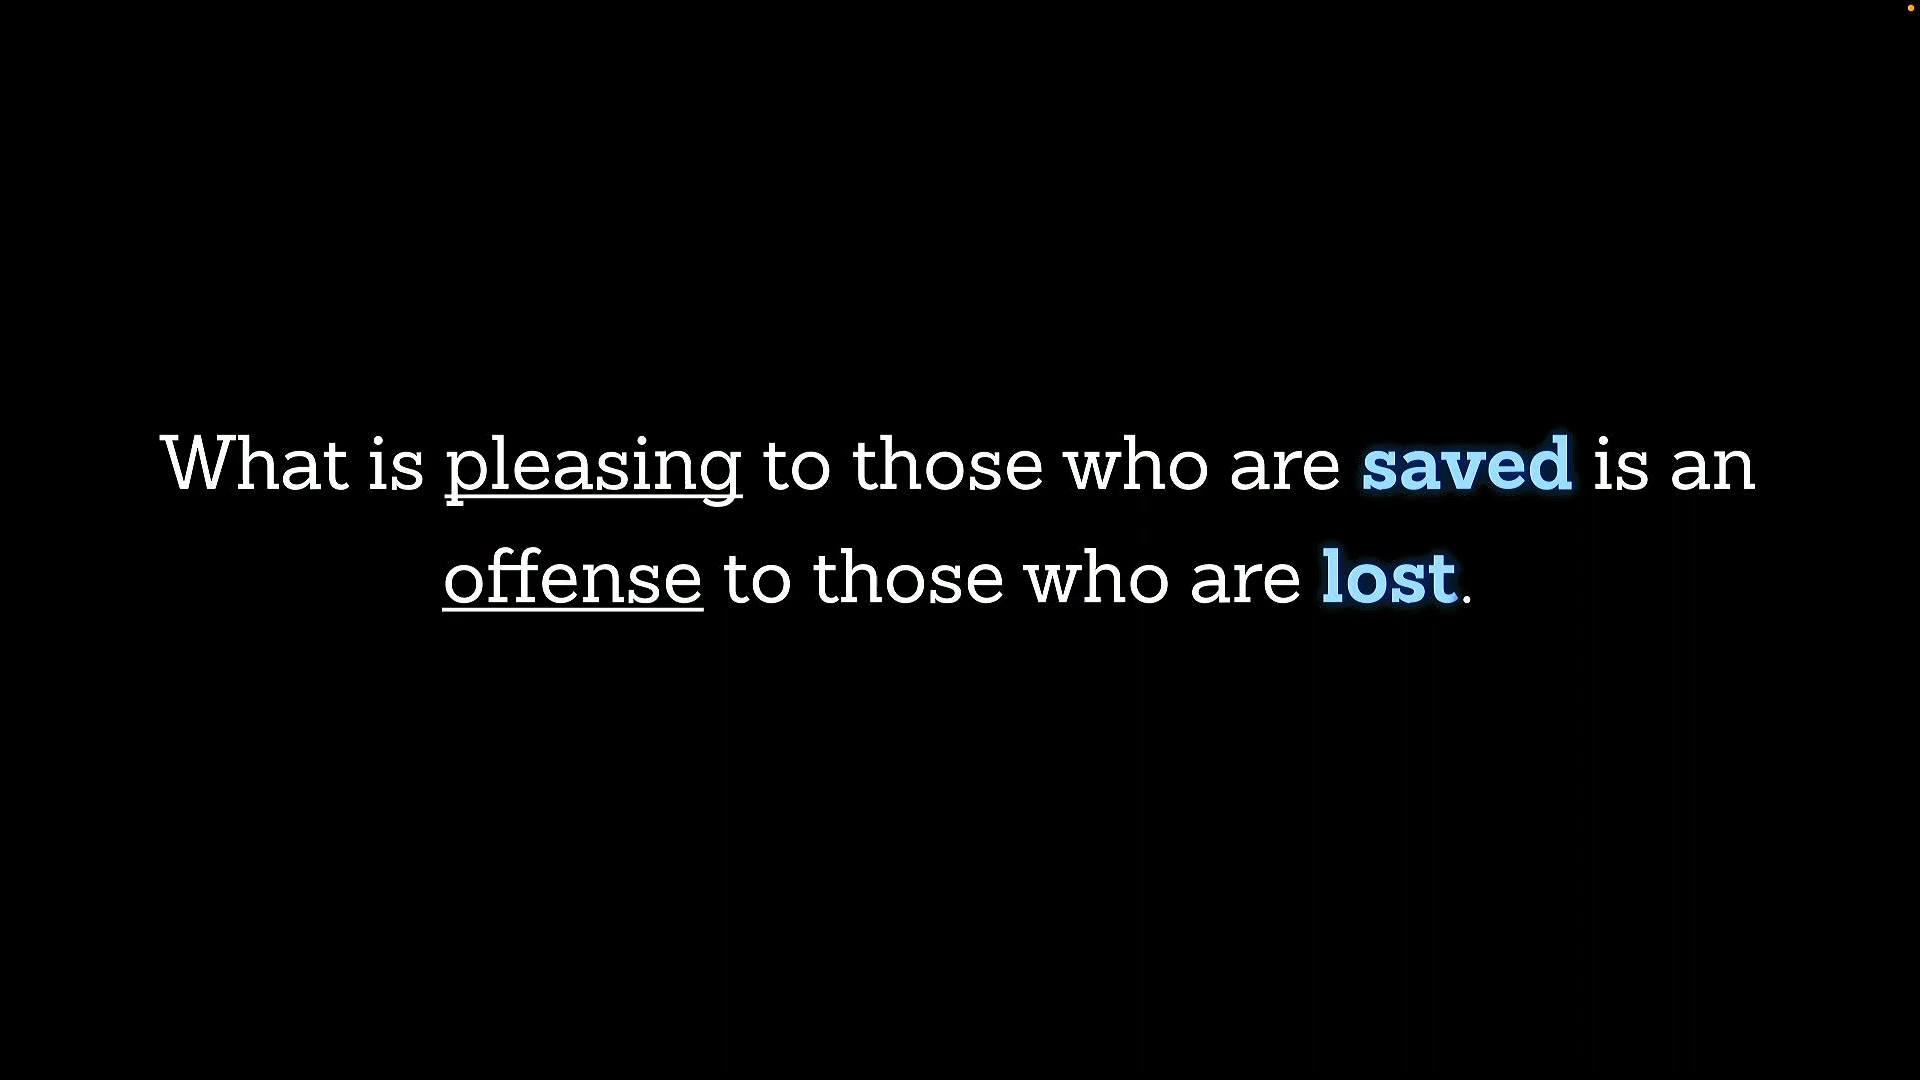 What is pleasing to those who are saved is an
offense to those who are lost.